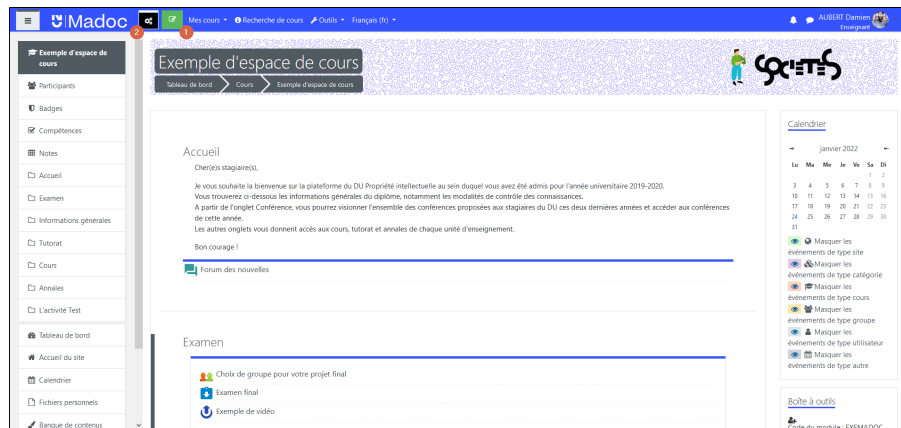 Madoc
Mes cours
Recherche de cours
Outils
Français (fr)
AUBERT Damien
Enseignant
2
1
Exemple d'espace de
cours
Participants
Badges
Compétences
Notes
Accueil
Examen
Informations générales
Tutorat
Cours
Annales
L'activité Test
Tableau de bord
Accueil du site
Calendrier
Fichiers personnels
Banque de contenus
Exemple d'espace de cours
Tableau de bord
Cours
Exemple d'espace de cours
SOCIETES
Accueil
Cher(e)s stagiaire(s),
Je vous souhaite la bienvenue sur la plateforme du DU Propriété intellectuelle au sein duquel vous avez été admis pour l'année universitaire 2019-2020.
Vous trouverez ci-dessous les informations générales du diplôme, notamment les modalités de contrôle des connaissances.
A partir de l'onglet Conférence, vous pourrez visionner l'ensemble des conférences proposées aux stagiaires du DU ces deux dernières années et accéder aux conférences
de cette année.
Les autres onglets vous donnent accès aux cours, tutorat et annales de chaque unité d'enseignement.
Bon courage !
Forum des nouvelles
Examen
Choix de groupe pour votre projet final
Examen final
Exemple de vidéo
Calendrier
janvier 2022
Lu Ma Me Je Ve Sa Di
1 2
3 4 5 6 7 8 9
10 11 12 13 14 15 16
17 18 19 20 21 22 23
24 25 26 27 28 29 30
31
Masquer les
événements de type site
Masquer les
événements de type catégorie
Masquer les
événements de type cours
Masquer les
événements de type groupe
Masquer les
événements de type utilisateur
Masquer les
événements de type autre
Boîte à outils
Code du module : EXEMADOC